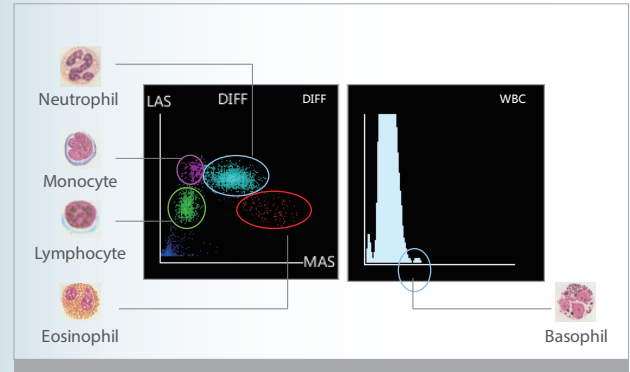 Neutrophil
Monocyte
Lymphocyte
Eosinophil
LAS
DIFF
DIFF
MAS
WBC
Basophil